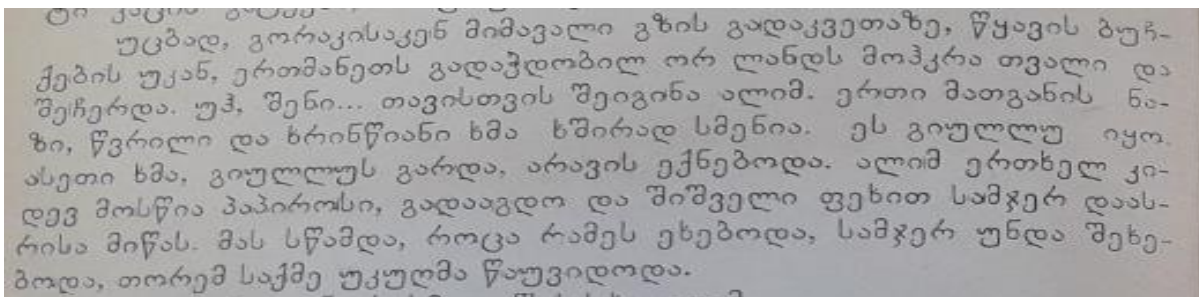 უცბად, გორაკისაკენ მიმავალი გზის გადაკვეთაზე, წყავის ბუჩ-
ქების უკან, ერთმანეთს გადაჭდობილ ორ ლანდს მოჰკრა თვალი და
შეჩერდა. უჰ, შენი... თავისთვის შეიგინა ალიმ. ერთი მათგანის ნა-
ზი, წვრილი და ხრინწიანი ხმა ხშირად სმენია. ეს გიულლუ იყო.
ასეთი ხმა, გიულლუს გარდა, არავის ექნებოდა. ალიმ ერთხელ კი-
დევ მოსწია პაპიროსი, გადააგდო და შიშველი ფეხით სამჯერ დაას-
რისა მიწას. მას სწამდა, როცა რამეს ეხებოდა, სამჯერ უნდა შეხე-
ბოდა, თორემ საქმე უკუღმა წაუვიდოდა.